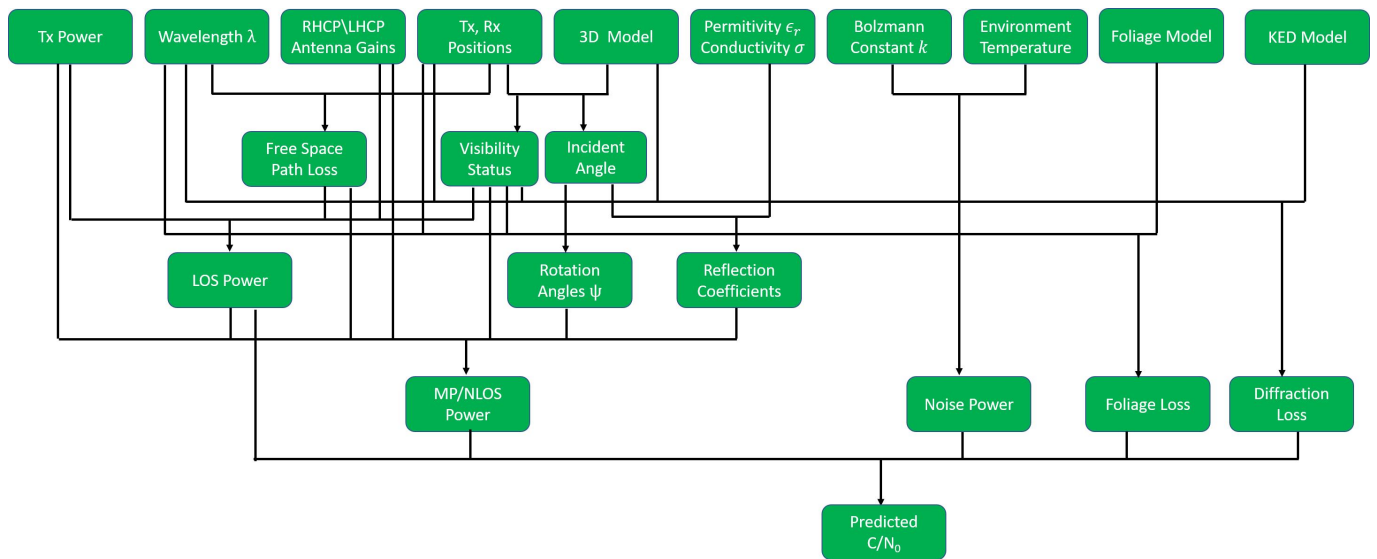 Tx Power
Wavelength λ
RHCP\LHCP
Antenna Gains
Tx, Rx
Positions
3D Model
Permitivity ϵᵣ
Conductivity σ
Bolzmann
Constant k
Environment
Temperature
Foliage Model
KED Model
Free Space
Path Loss
Visibility
Status
Incident
Angle
LOS Power
Rotation
Angles ψ
Reflection
Coefficients
MP/NLOS
Power
Noise Power
Foliage Loss
Diffraction
Loss
Predicted
C/N₀